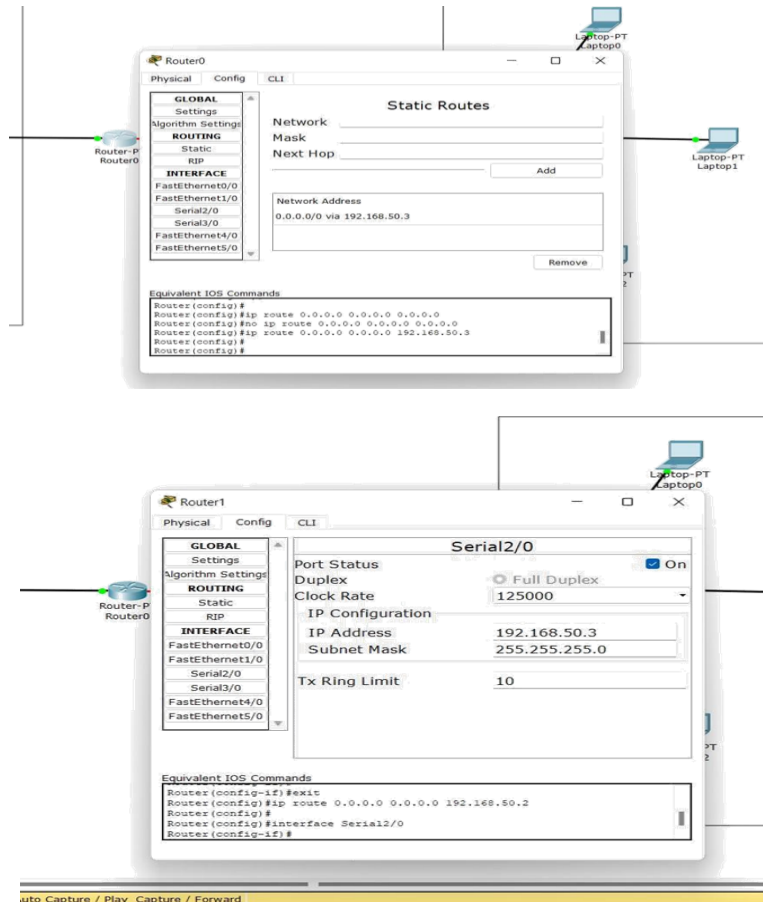 Laptop-PT
Laptop0
Router0
Physical Config CLI
GLOBAL
Settings
Algorithm Settings
ROUTING
Static
RIP
INTERFACE
FastEthernet0/0
FastEthernet1/0
Serial2/0
Serial3/0
FastEthernet4/0
FastEthernet5/0
Static Routes
Network
Mask
Next Hop
Add
Network Address
0.0.0.0/0 via 192.168.50.3
Remove
Equivalent IOS Commands
Router(config)#
Router(config)#ip route 0.0.0.0 0.0.0.0 0.0.0.0
Router(config)#no ip route 0.0.0.0 0.0.0.0 0.0.0.0
Router(config)#ip route 0.0.0.0 0.0.0.0 192.168.50.3
Router(config)#
Router(config)#
Router-P
Router0
Laptop-PT
Laptop1
PT
2
Laptop-PT
Laptop0
Router1
Physical Config CLI
GLOBAL
Settings
Algorithm Settings
ROUTING
Static
RIP
INTERFACE
FastEthernet0/0
FastEthernet1/0
Serial2/0
Serial3/0
FastEthernet4/0
FastEthernet5/0
Serial2/0
Port Status On
Duplex Full Duplex
Clock Rate 125000
IP Configuration
IP Address 192.168.50.3
Subnet Mask 255.255.255.0
Tx Ring Limit 10
Equivalent IOS Commands
Router(config-if)#exit
Router(config)#ip route 0.0.0.0 0.0.0.0 192.168.50.2
Router(config)#
Router(config)#interface Serial2/0
Router(config-if)#
Router-P
Router0
PT
2
uto Capture / Play Capture / Forward